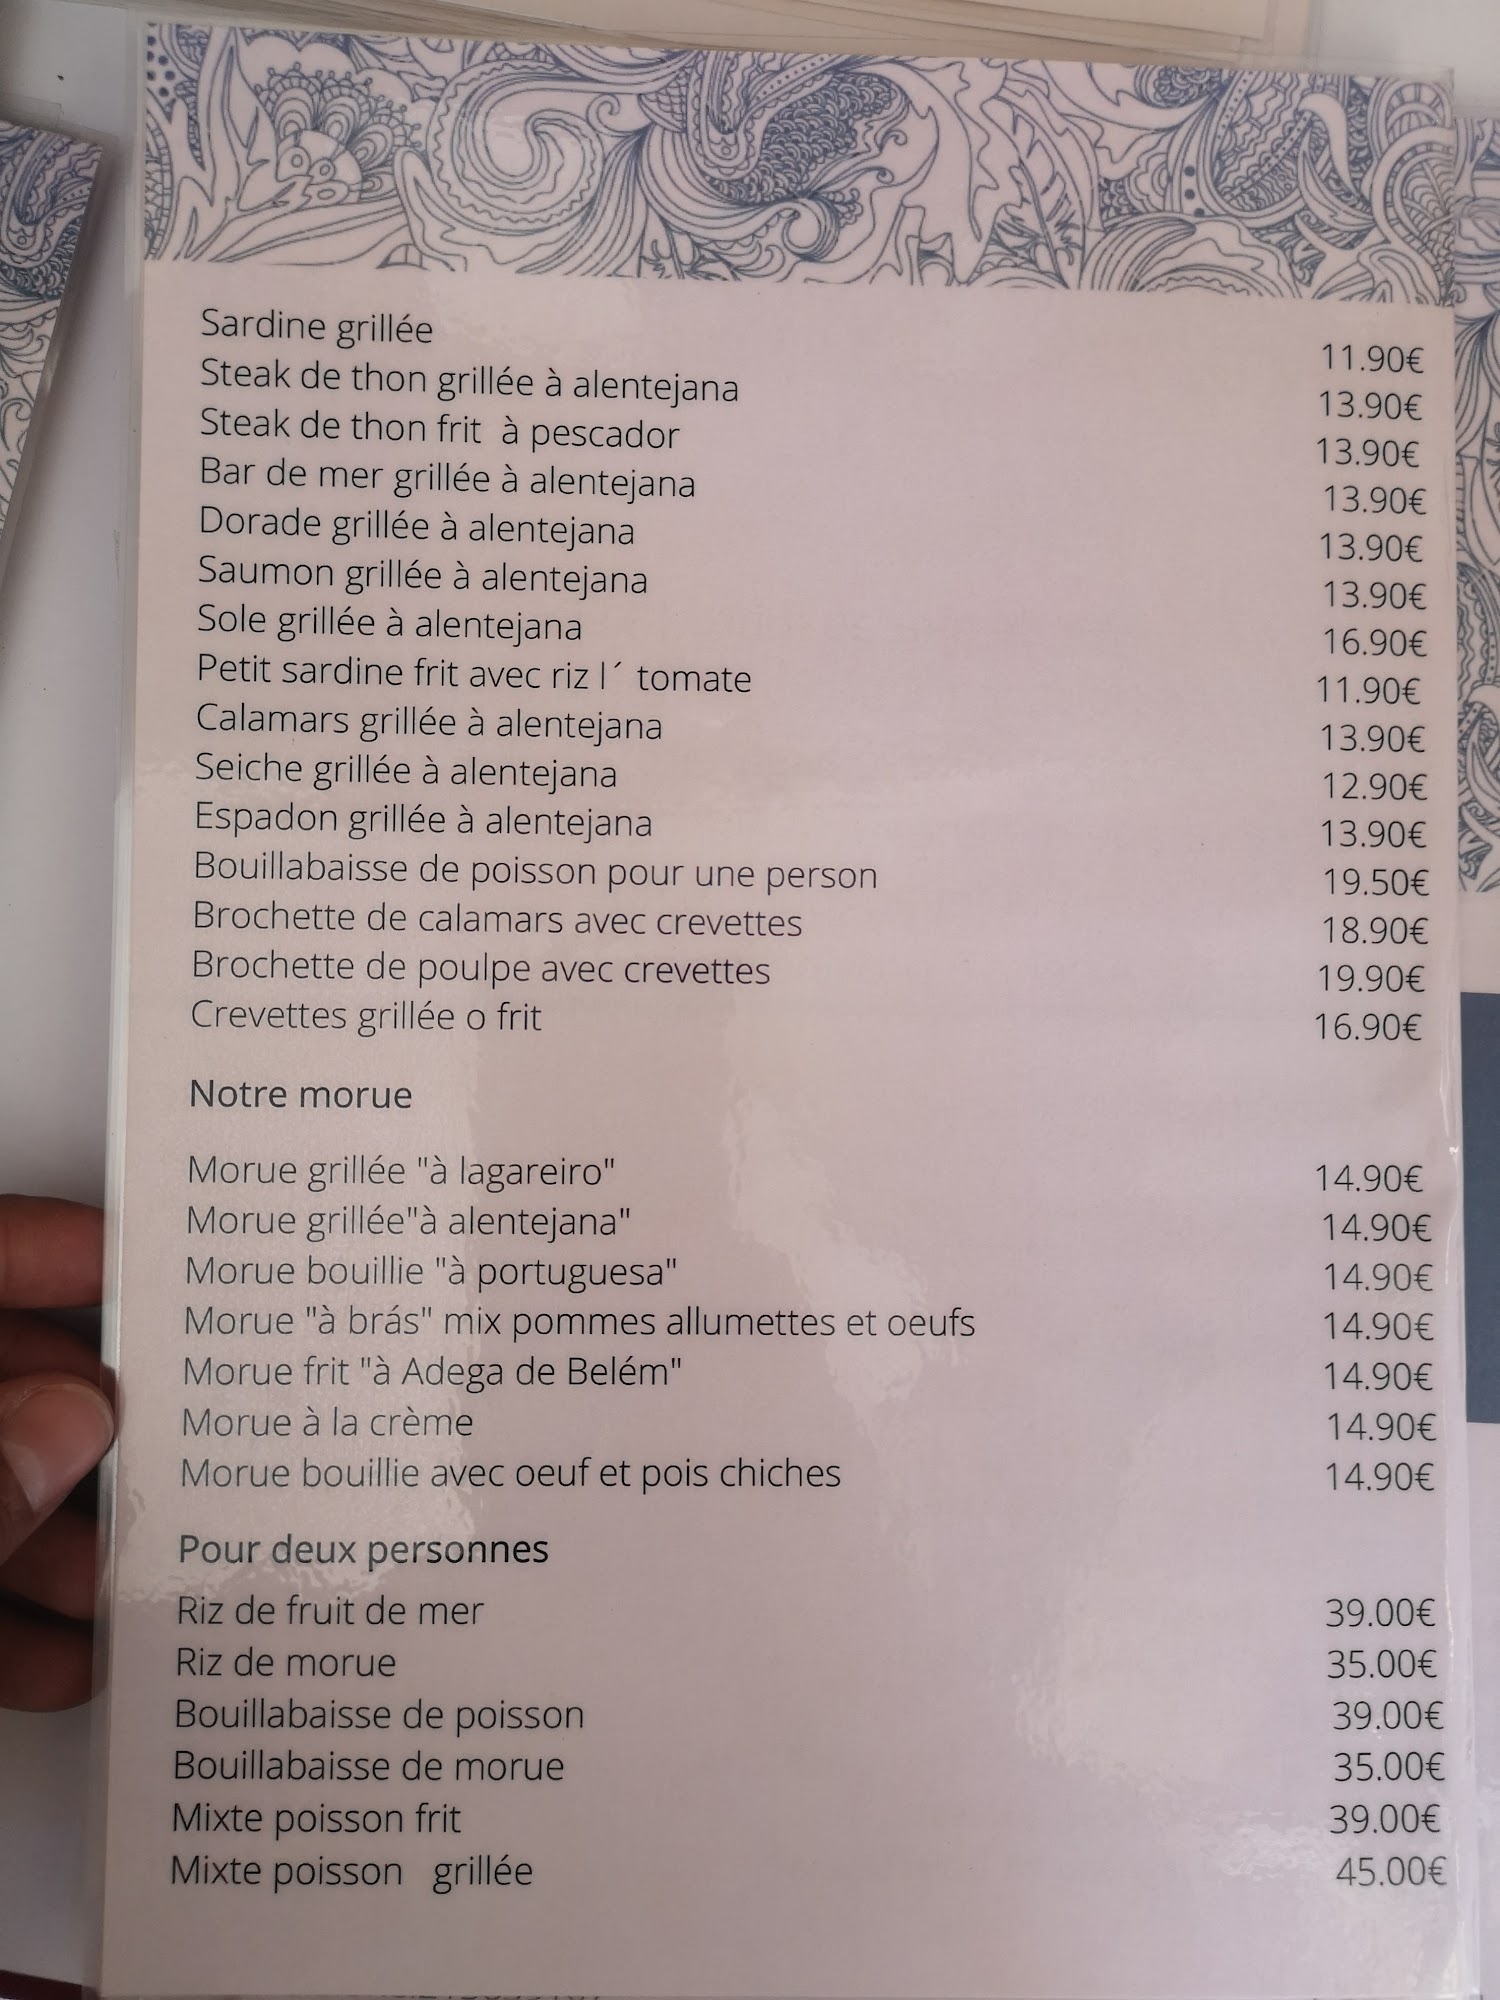 Sardine grillée 11.90€
Steak de thon grillée à alentejana 13.90€
Steak de thon frit à pescador 13.90€
Bar de mer grillée à alentejana 13.90€
Dorade grillée à alentejana 13.90€
Saumon grillée à alentejana 13.90€
Sole grillée à alentejana 16.90€
Petit sardine frit avec riz l´ tomate 11.90€
Calamars grillée à alentejana 13.90€
Seiche grillée à alentejana 12.90€
Espadon grillée à alentejana 13.90€
Bouillabaisse de poisson pour une person 19.50€
Brochette de calamars avec crevettes 18.90€
Brochette de poulpe avec crevettes 19.90€
Crevettes grillée o frit 16.90€
Notre morue
Morue grillée "à lagareiro" 14.90€
Morue grillée"à alentejana" 14.90€
Morue bouillie "à portuguesa" 14.90€
Morue "à brás" mix pommes allumettes et oeufs 14.90€
Morue frit "à Adega de Belém" 14.90€
Morue à la crème 14.90€
Morue bouillie avec oeuf et pois chiches 14.90€
Pour deux personnes
Riz de fruit de mer 39.00€
Riz de morue 35.00€
Bouillabaisse de poisson 39.00€
Bouillabaisse de morue 35.00€
Mixte poisson frit 39.00€
Mixte poisson grillée 45.00€